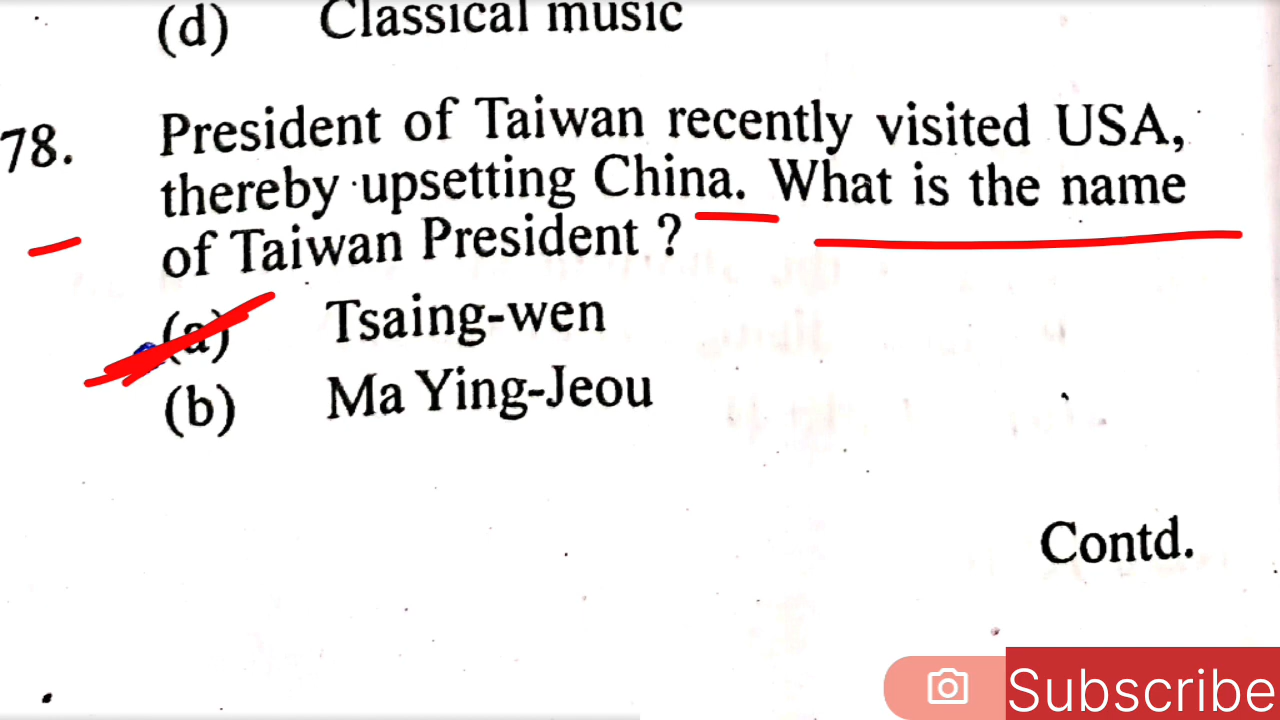 (d) Classical music
78. President of Taiwan recently visited USA,
thereby upsetting China. What is the name
of Taiwan President ?
(a) Tsaing-wen
(b) Ma Ying-Jeou
Contd.
Subscribe